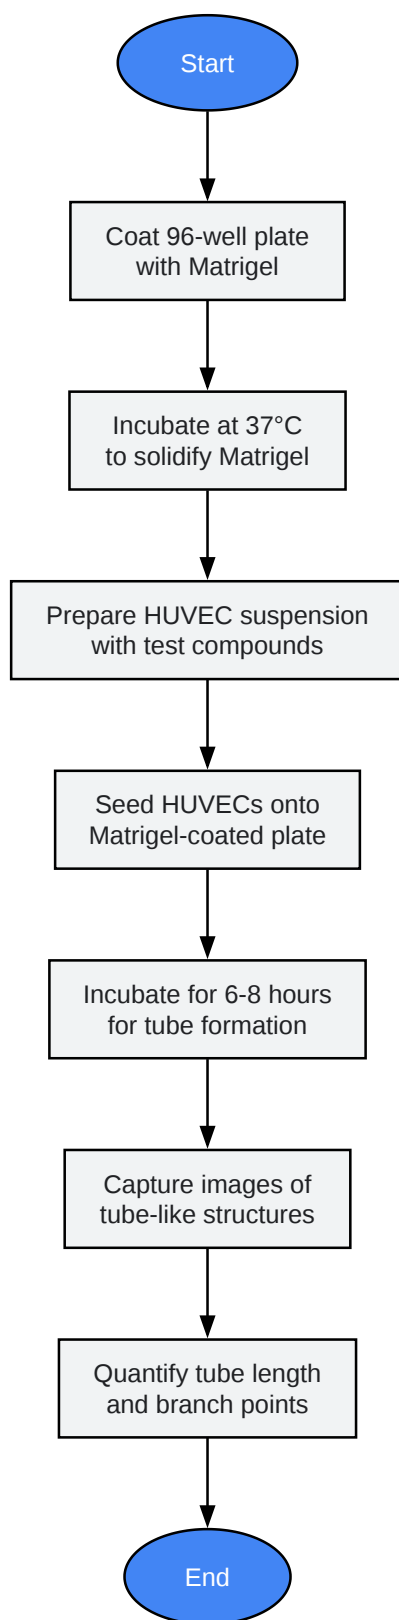 Start
Coat 96-well plate
with Matrigel
Incubate at 37°C
to solidify Matrigel
Prepare HUVEC suspension
with test compounds
Seed HUVECs onto
Matrigel-coated plate
Incubate for 6-8 hours
for tube formation
Capture images of
tube-like structures
Quantify tube length
and branch points
End